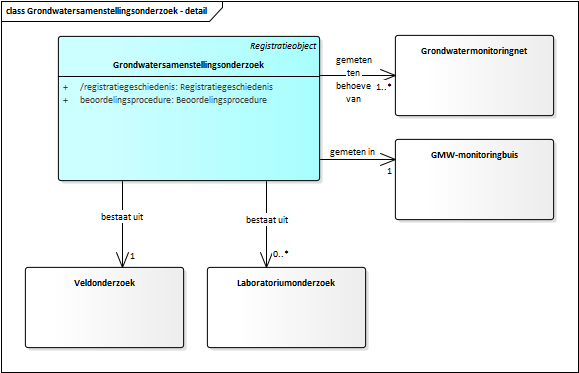 class Grondwatersamenstellingsonderzoek - detail
Registratieobject
Grondwatersamenstellingsonderzoek
+ /registratiegeschiedenis: Registratiegeschiedenis
+ beoordelingsprocedure: Beoordelingsprocedure
gemeten
ten
behoeve
van
1..*
Grondwatermonitoringnet
gemeten in
1
GMW-monitoringbuis
bestaat uit
1
bestaat uit
0..*
Veldonderzoek
Laboratoriumonderzoek